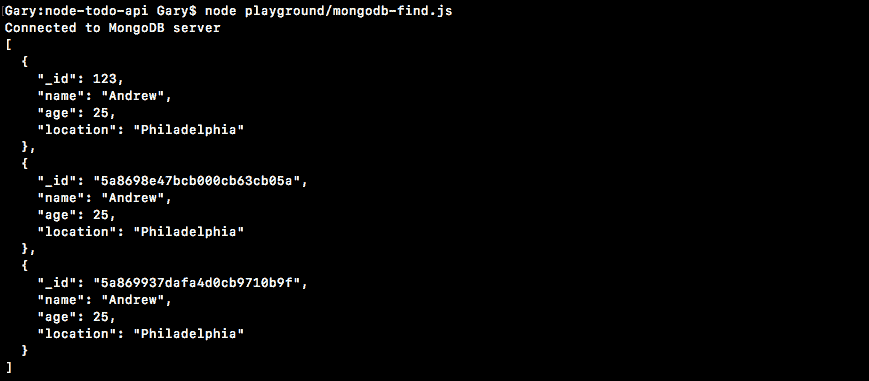 [Gary:node-todo-api Gary$ node playground/mongodb-find.js
Connected to MongoDB server
[
  {
    "_id": 123,
    "name": "Andrew",
    "age": 25,
    "location": "Philadelphia"
  },
  {
    "_id": "5a8698e47bcb000cb63cb05a",
    "name": "Andrew",
    "age": 25,
    "location": "Philadelphia"
  },
  {
    "_id": "5a869937dafa4d0cb9710b9f",
    "name": "Andrew",
    "age": 25,
    "location": "Philadelphia"
  }
]